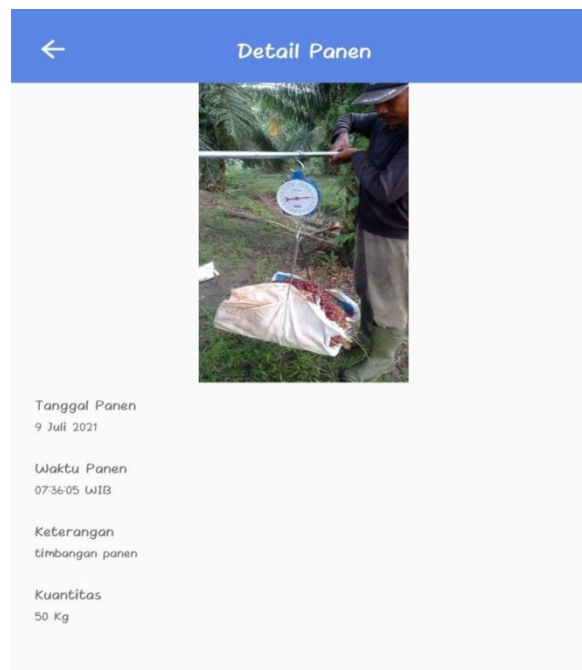 Detail Panen
Tanggal Panen
9 Juli 2021
Waktu Panen
07:36:05 WIB
Keterangan
timbangan panen
Kuantitas
50 Kg